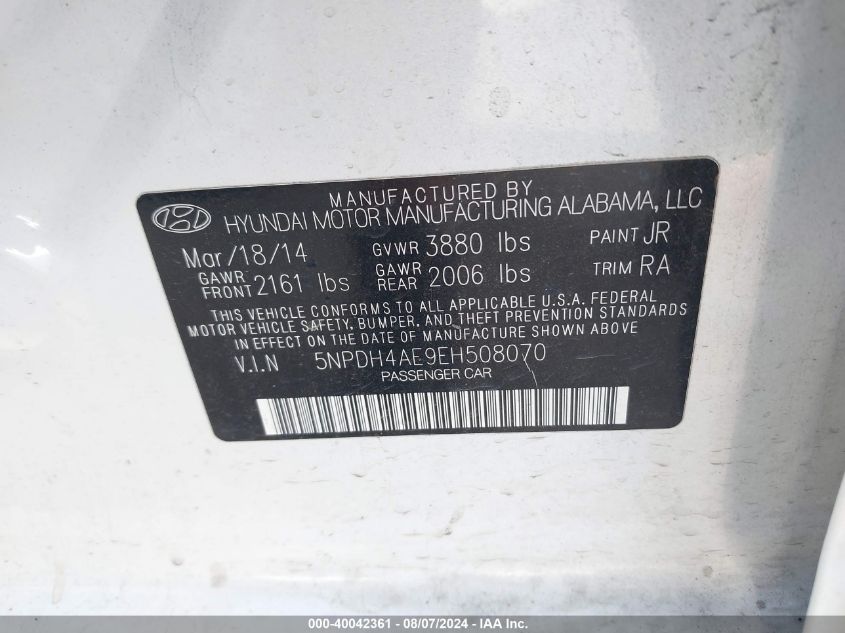 MANUFACTURED BY
HYUNDAI MOTOR MANUFACTURING ALABAMA, LLC
Mar/18/14 GVWR 3880 lbs PAINT JR
GAWR FRONT 2161 lbs GAWR REAR 2006 lbs TRIM RA
THIS VEHICLE CONFORMS TO ALL APPLICABLE U.S.A. FEDERAL
MOTOR VEHICLE SAFETY, BUMPER, AND THEFT PREVENTION STANDARDS
IN EFFECT ON THE DATE OF MANUFACTURE SHOWN ABOVE
V.I.N 5NPDH4AE9EH508070
PASSENGER CAR
000-40042361 - 08/07/2024 - IAA Inc.